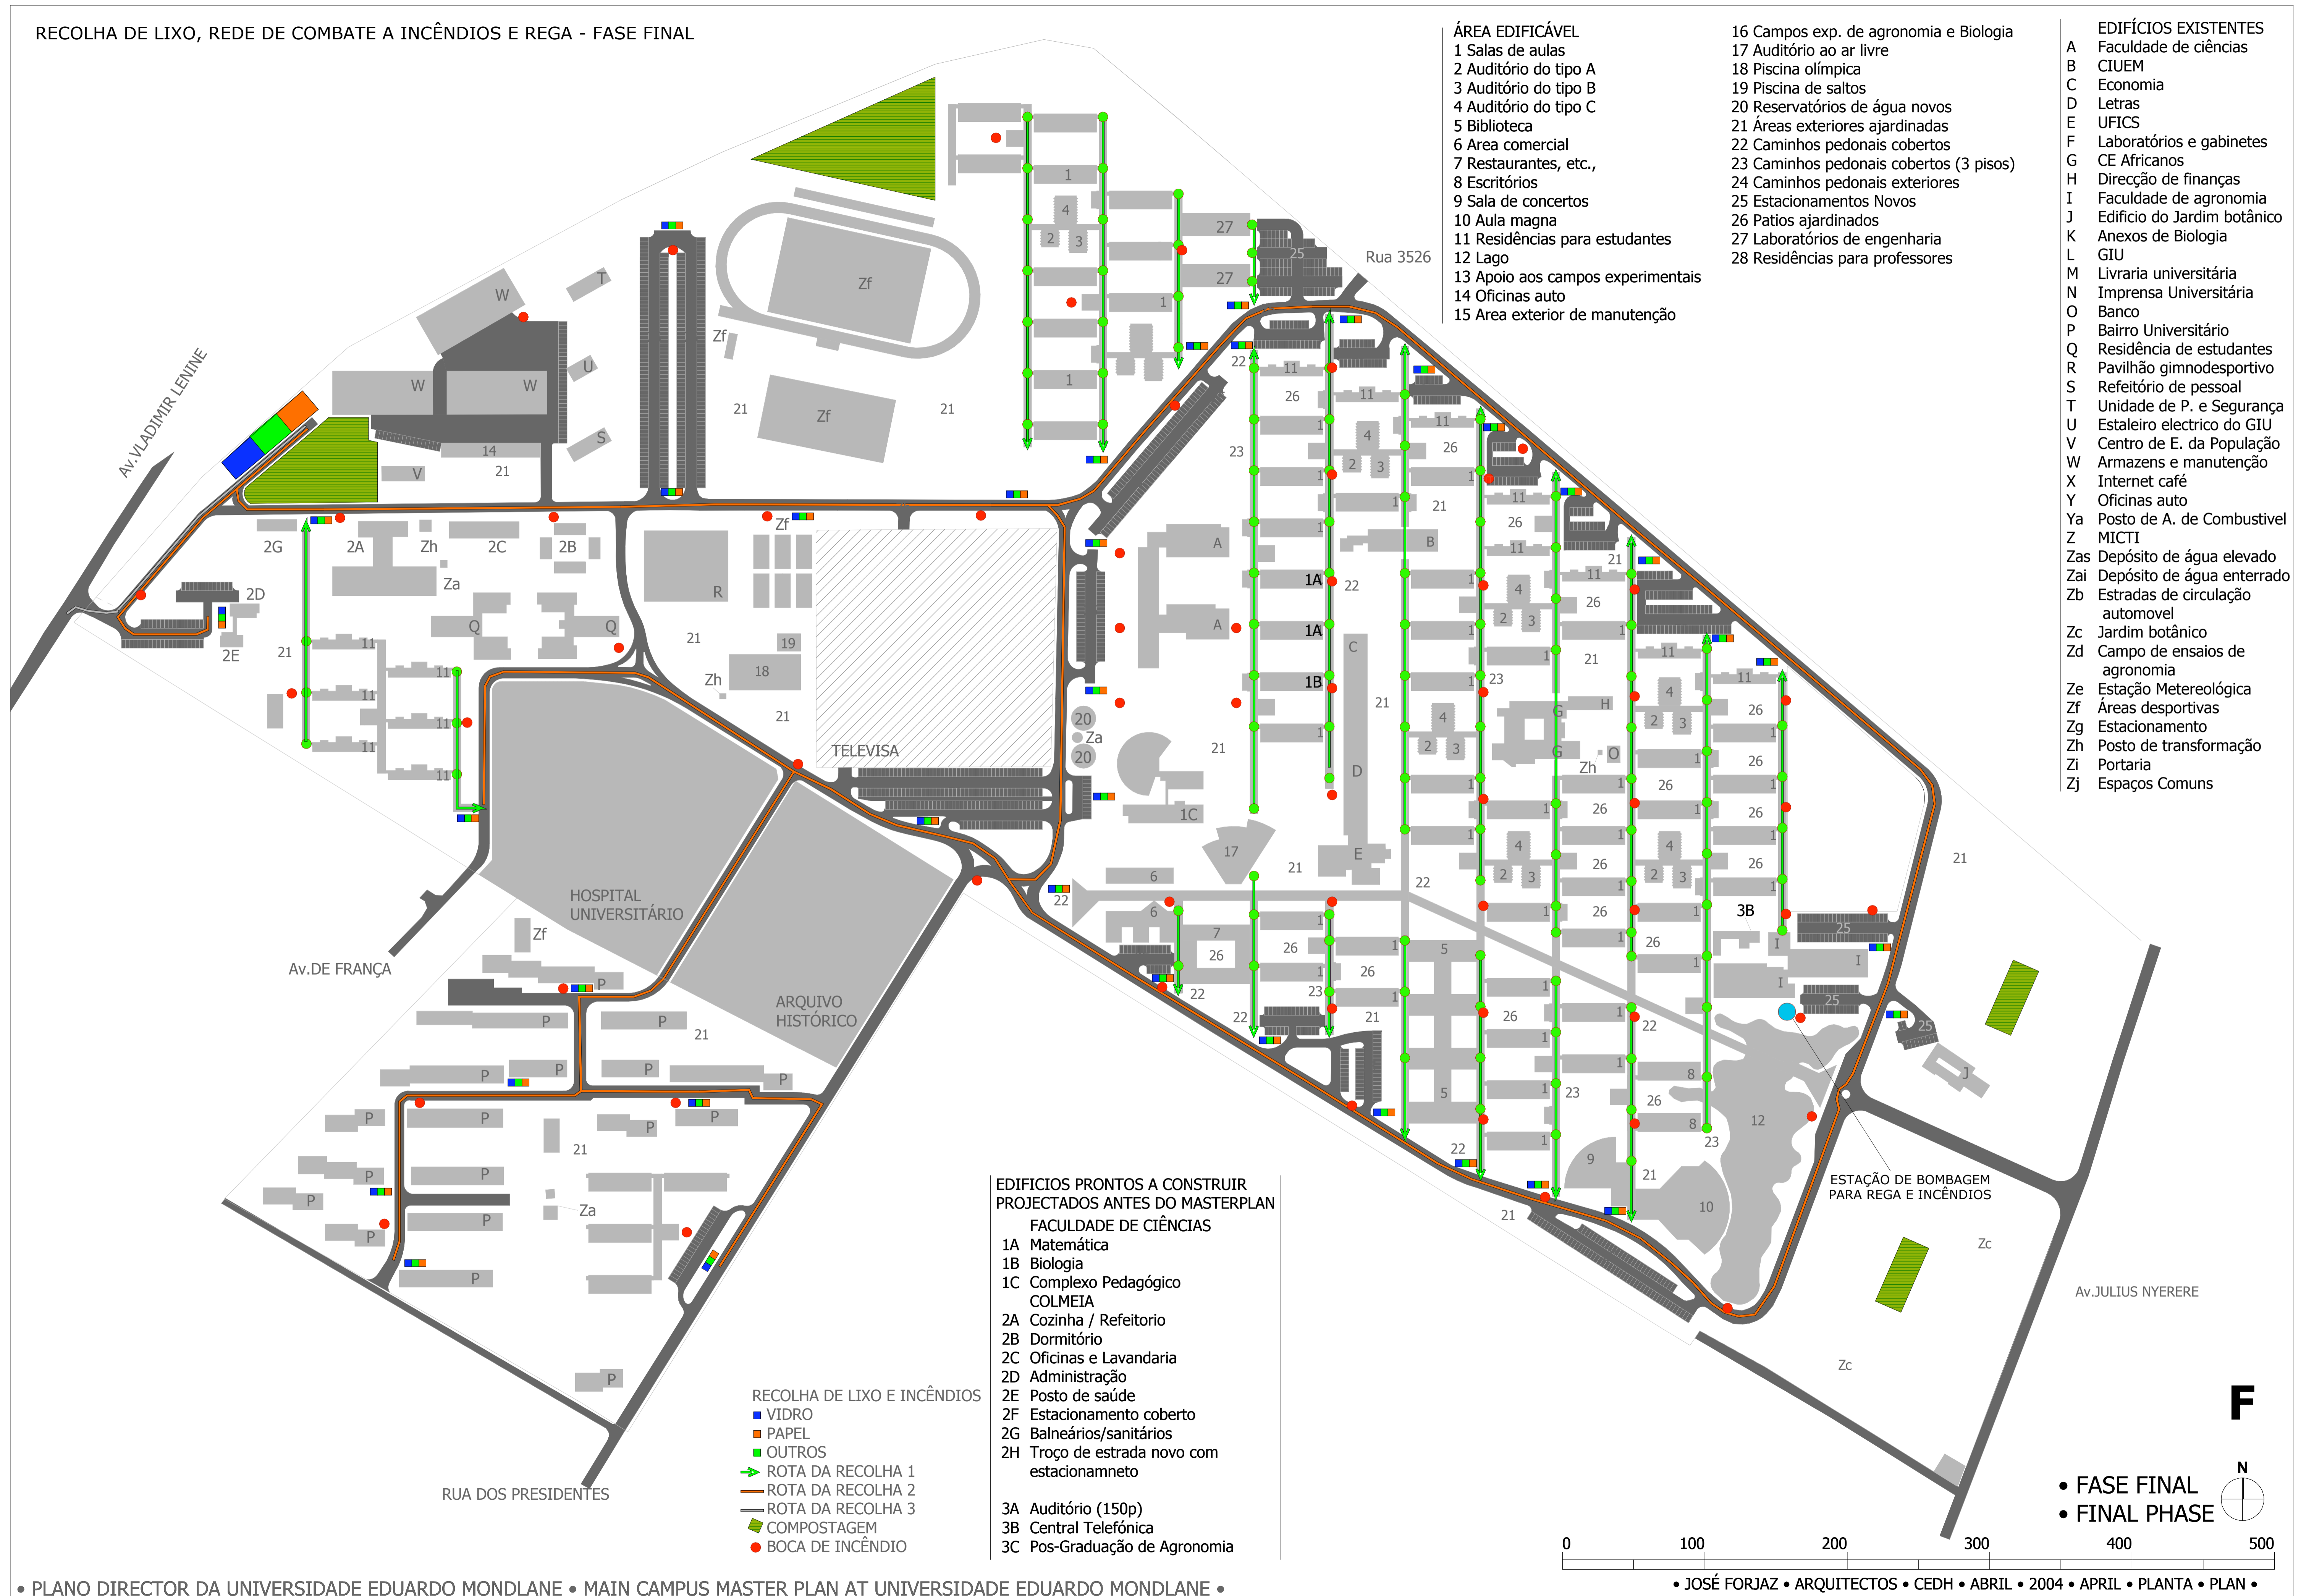 RECOLHA DE LIXO, REDE DE COMBATE A INCÊNDIOS E REGA - FASE FINAL
ÁREA EDIFICÁVEL
1 Salas de aulas
2 Auditório do tipo A
3 Auditório do tipo B
4 Auditório do tipo C
5 Biblioteca
6 Area comercial
7 Restaurantes, etc.,
8 Escritórios
9 Sala de concertos
10 Aula magna
11 Residências para estudantes
12 Lago
13 Apoio aos campos experimentais
14 Oficinas auto
15 Area exterior de manutenção
16 Campos exp. de agronomia e Biologia
17 Auditório ao ar livre
18 Piscina olímpica
19 Piscina de saltos
20 Reservatórios de água novos
21 Áreas exteriores ajardinadas
22 Caminhos pedonais cobertos
23 Caminhos pedonais cobertos (3 pisos)
24 Caminhos pedonais exteriores
25 Estacionamentos Novos
26 Patios ajardinados
27 Laboratórios de engenharia
28 Residências para professores
EDIFÍCIOS EXISTENTES
A Faculdade de ciências
B CIUEM
C Economia
D Letras
E UFICS
F Laboratórios e gabinetes
G CE Africanos
H Direcção de finanças
I Faculdade de agronomia
J Edificio do Jardim botânico
K Anexos de Biologia
L GIU
M Livraria universitária
N Imprensa Universitária
O Banco
P Bairro Universitário
Q Residência de estudantes
R Pavilhão gimnodesportivo
S Refeitório de pessoal
T Unidade de P. e Segurança
U Estaleiro electrico do GIU
V Centro de E. da População
W Armazens e manutenção
X Internet café
Y Oficinas auto
Ya Posto de A. de Combustivel
Z MICTI
Zas Depósito de água elevado
Zai Depósito de água enterrado
Zb Estradas de circulação
automovel
Zc Jardim botânico
Zd Campo de ensaios de
agronomia
Ze Estação Metereológica
Zf Áreas desportivas
Zg Estacionamento
Zh Posto de transformação
Zi Portaria
Zj Espaços Comuns
Rua 3526
Av.VLADIMIR LENINE
TELEVISA
HOSPITAL
UNIVERSITÁRIO
Av.DE FRANÇA
ARQUIVO
HISTÓRICO
RUA DOS PRESIDENTES
ESTAÇÃO DE BOMBAGEM
PARA REGA E INCÊNDIOS
Av.JULIUS NYERERE
Zc
Zc
1A
1A
1B
1C
2A
2B
2C
2D
2E
2G
3B
EDIFICIOS PRONTOS A CONSTRUIR
PROJECTADOS ANTES DO MASTERPLAN
FACULDADE DE CIÊNCIAS
1A Matemática
1B Biologia
1C Complexo Pedagógico
COLMEIA
2A Cozinha / Refeitorio
2B Dormitório
2C Oficinas e Lavandaria
2D Administração
2E Posto de saúde
2F Estacionamento coberto
2G Balneários/sanitários
2H Troço de estrada novo com
estacionamneto
3A Auditório (150p)
3B Central Telefónica
3C Pos-Graduação de Agronomia
RECOLHA DE LIXO E INCÊNDIOS
VIDRO
PAPEL
OUTROS
ROTA DA RECOLHA 1
ROTA DA RECOLHA 2
ROTA DA RECOLHA 3
COMPOSTAGEM
BOCA DE INCÊNDIO
F
N
• FASE FINAL
• FINAL PHASE
0 100 200 300 400 500
• PLANO DIRECTOR DA UNIVERSIDADE EDUARDO MONDLANE • MAIN CAMPUS MASTER PLAN AT UNIVERSIDADE EDUARDO MONDLANE •
• JOSÉ FORJAZ • ARQUITECTOS • CEDH • ABRIL • 2004 • APRIL • PLANTA • PLAN •